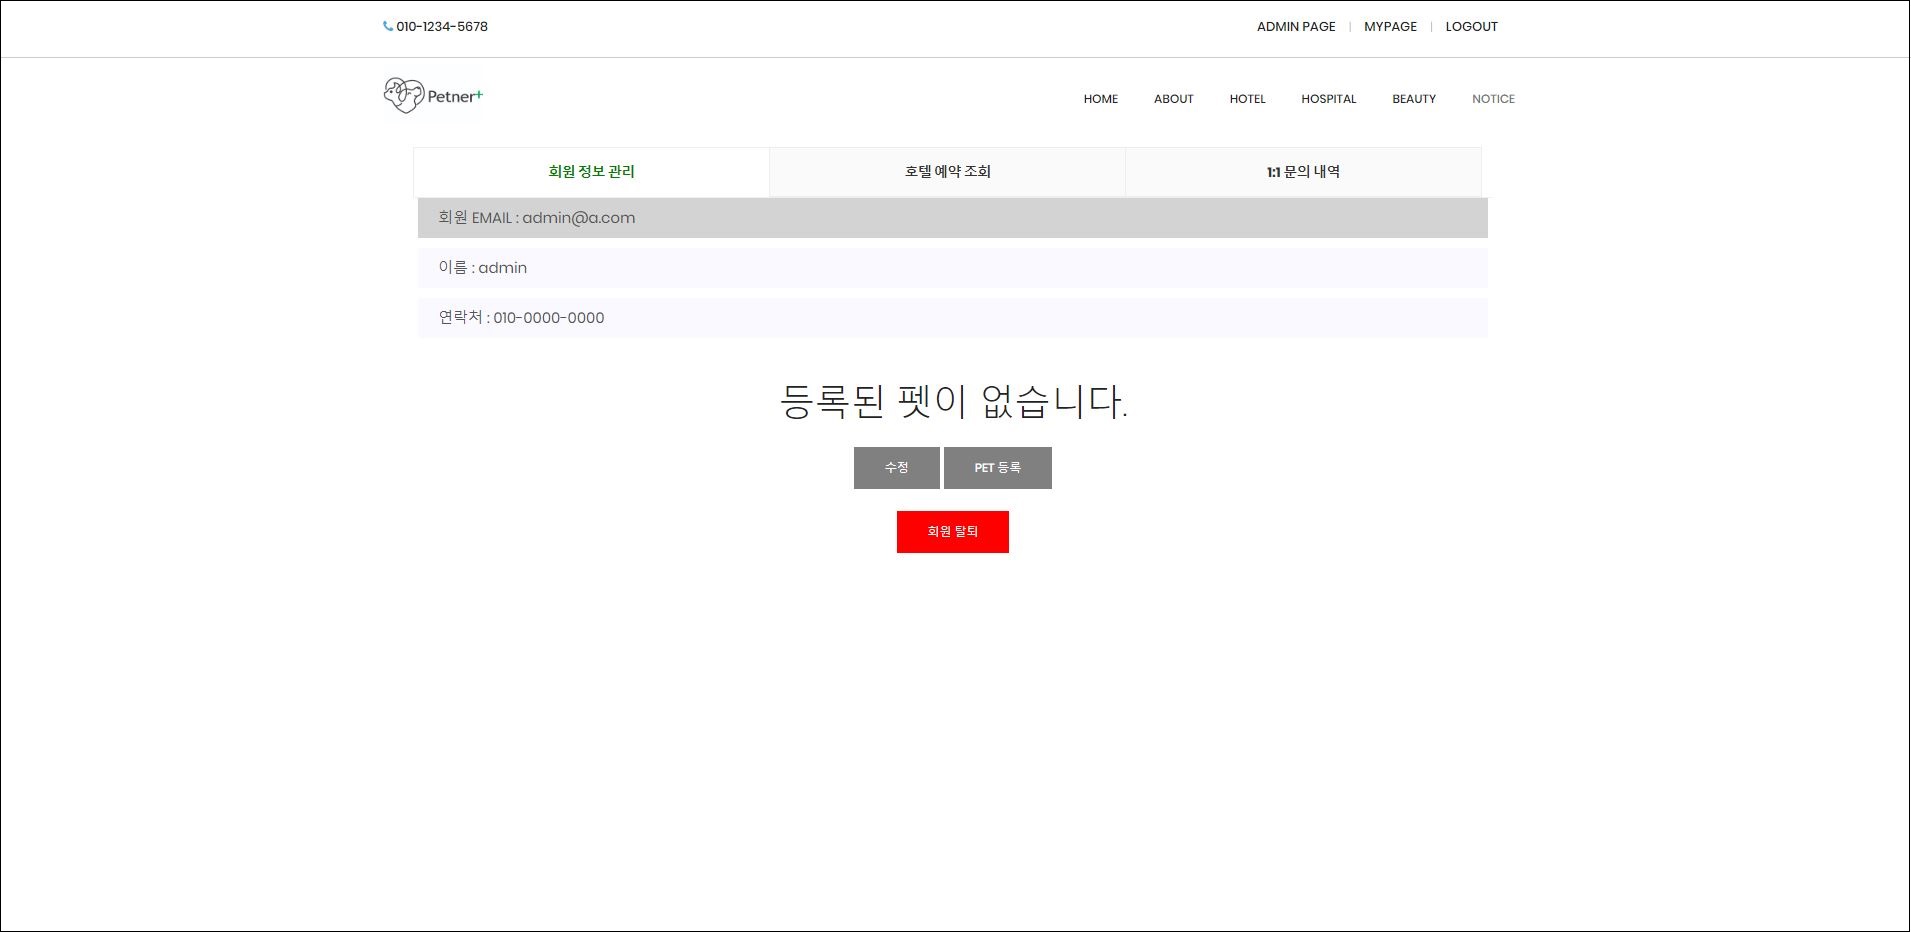 010-1234-5678
ADMIN PAGE | MYPAGE | LOGOUT
Petner+
HOME ABOUT HOTEL HOSPITAL BEAUTY NOTICE
회원 정보 관리 호텔 예약 조회 1:1 문의 내역
회원 EMAIL : admin@a.com
이름 : admin
연락처 : 010-0000-0000
등록된 펫이 없습니다.
수정 PET 등록
회원 탈퇴